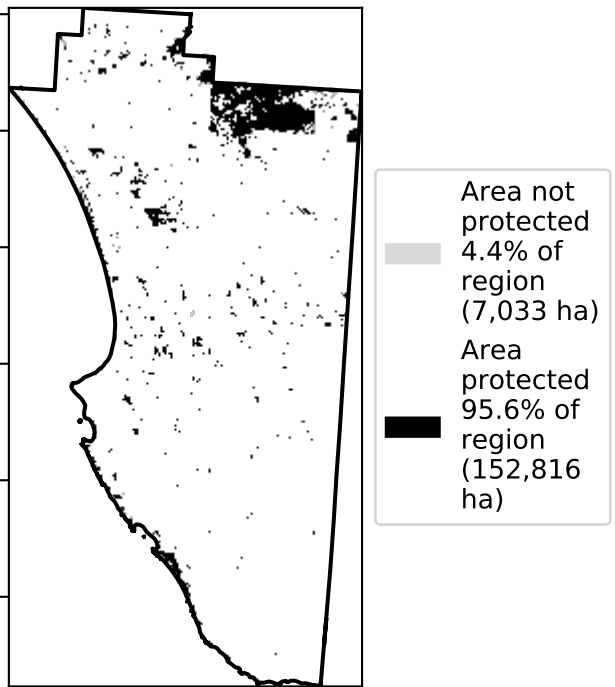 Area not
protected
4.4% of
region
(7,033 ha)
Area
protected
95.6% of
region
(152,816
ha)